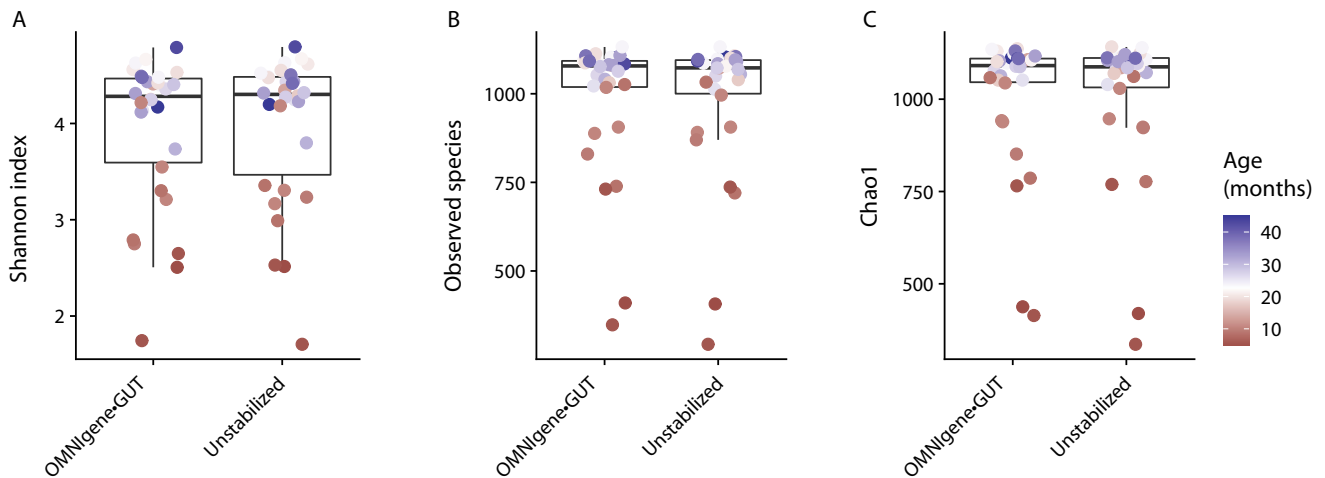 A
Shannon index
4
3
2
OMNIgene•GUT
Unstabilized
B
Observed species
1000
750
500
OMNIgene•GUT
Unstabilized
C
Chao1
1000
750
500
OMNIgene•GUT
Unstabilized
Age
(months)
40
30
20
10